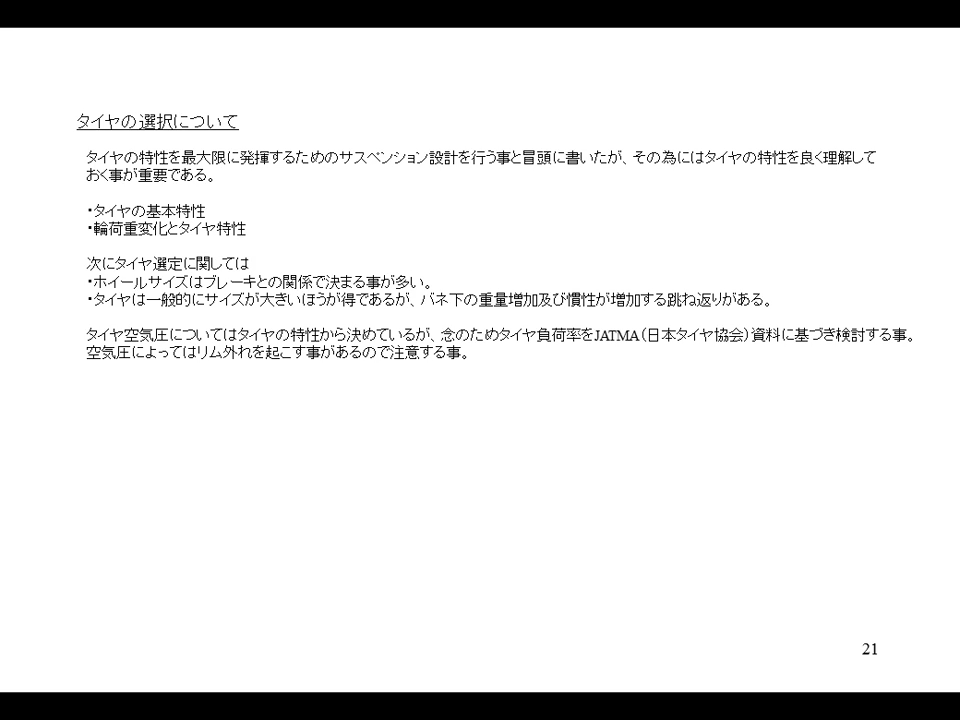 タイヤの選択について
タイヤの特性を最大限に発揮するためのサスペンション設計を行う事と冒頭に書いたが、その為にはタイヤの特性を良く理解して
おく事が重要である。
・タイヤの基本特性
・輪荷重変化とタイヤ特性
次にタイヤ選定に関しては
・ホイールサイズはブレーキとの関係で決まる事が多い。
・タイヤは一般的にサイズが大きいほうが得であるが、バネ下の重量増加及び慣性が増加する跳ね返りがある。
タイヤ空気圧についてはタイヤの特性から決めているが、念のためタイヤ負荷率をJATMA（日本タイヤ協会）資料に基づき検討する事。
空気圧によってはリム外れを起こす事があるので注意する事。
21